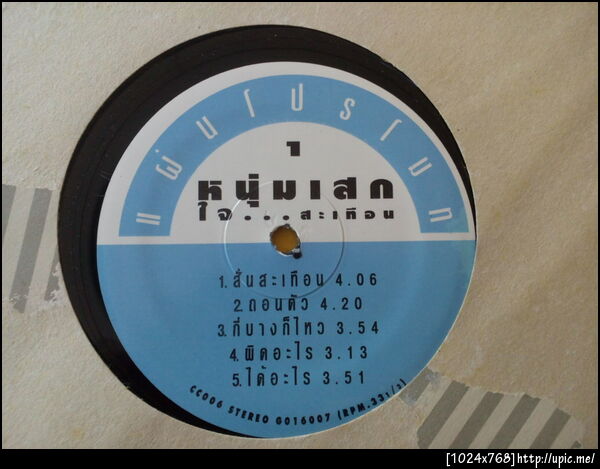 แผ่นโปรโมท
๑
หนุ่มเสก
ใจ...สะเทือน
1. สั่นสะเทือน 4.06
2. ถอนตัว 4.20
3. กี่บางก็ไหว 3.54
4. ผิดอะไร 3.13
5. ได้อะไร 3.51
CC006 STEREO G016007 (RPM.33 1/3)
[1024x768]http://upic.me/